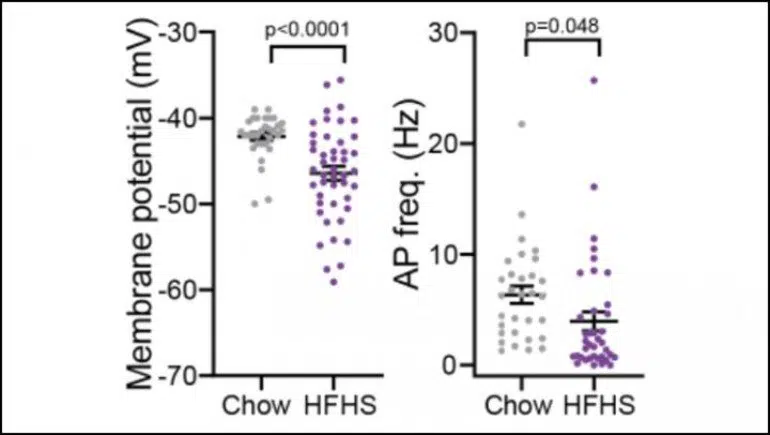 Membrane potential (mV)
-30
-40
-50
-60
-70
p<0.0001
Chow HFHS
AP freq. (Hz)
30
20
10
0
p=0.048
Chow HFHS